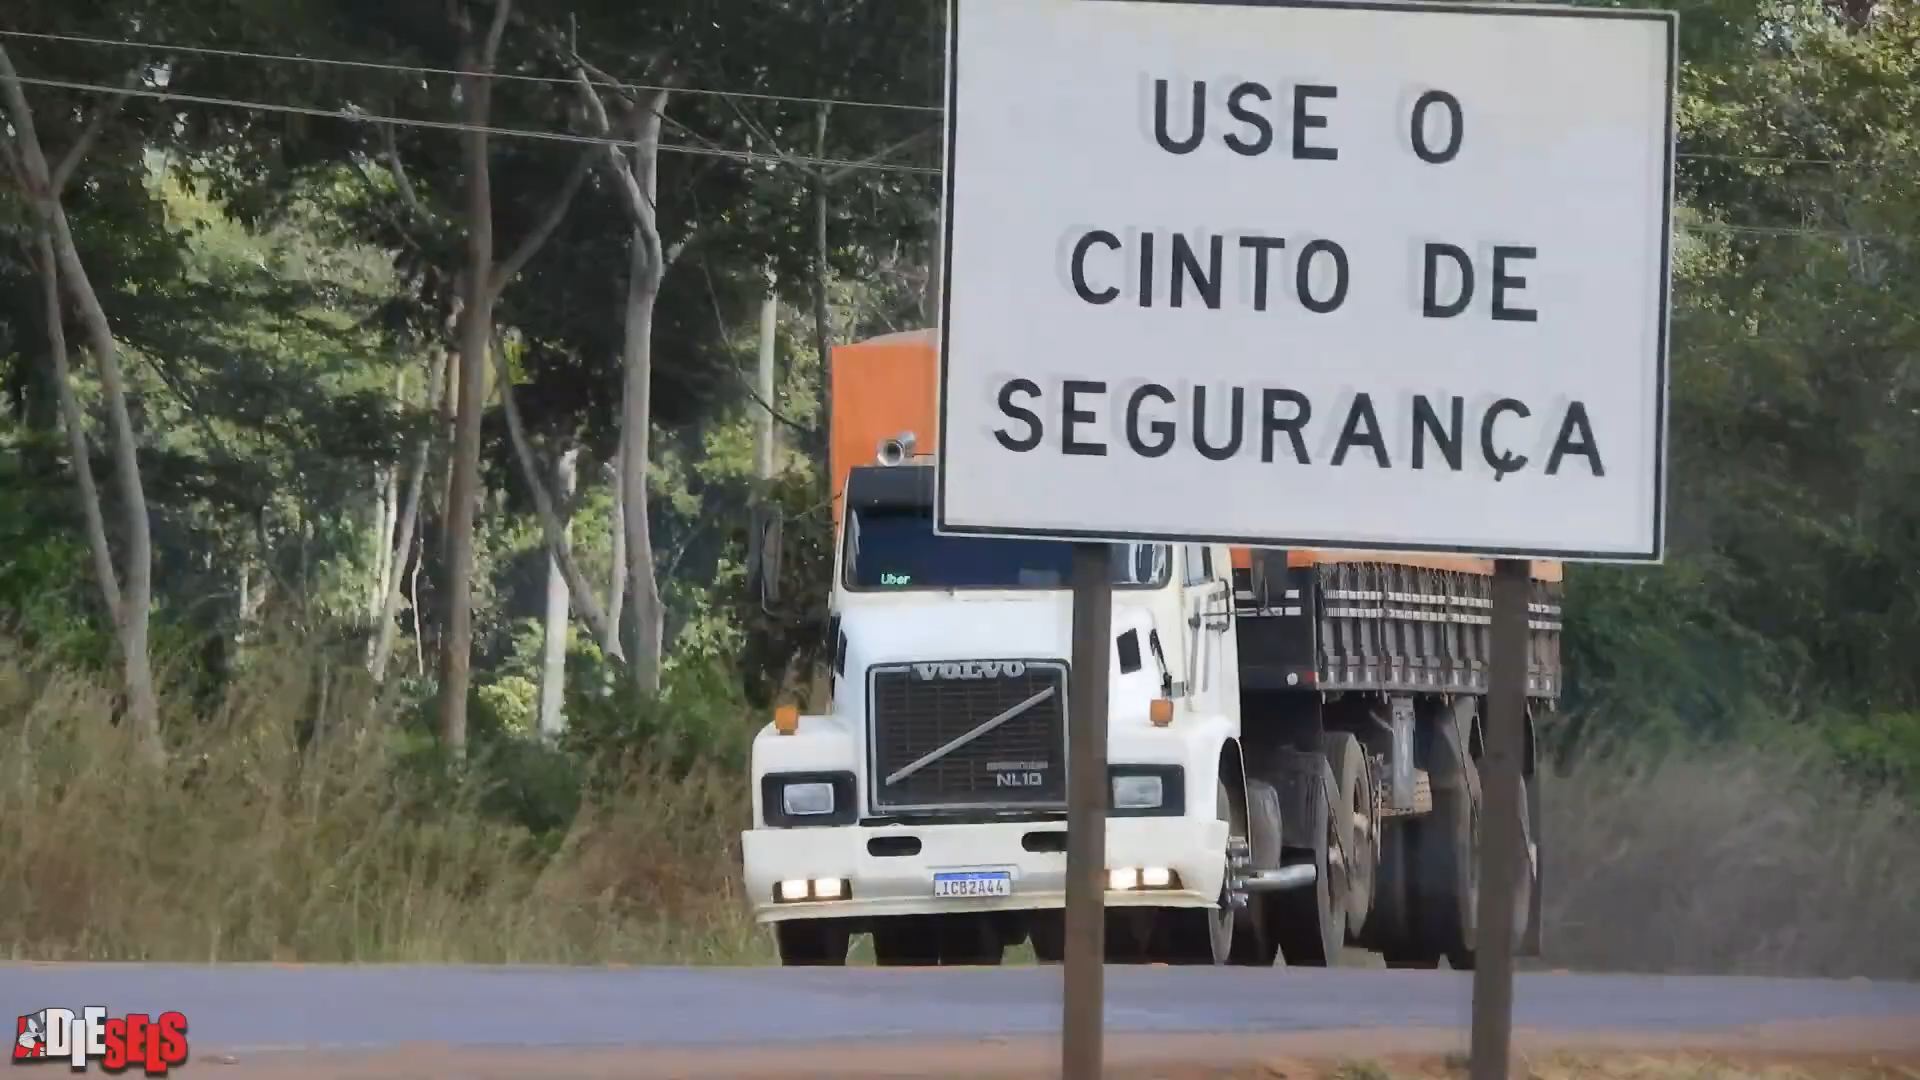 USE O
CINTO DE
SEGURANÇA
Uber
VOLVO
NL10
ICB2A44
DIESELS